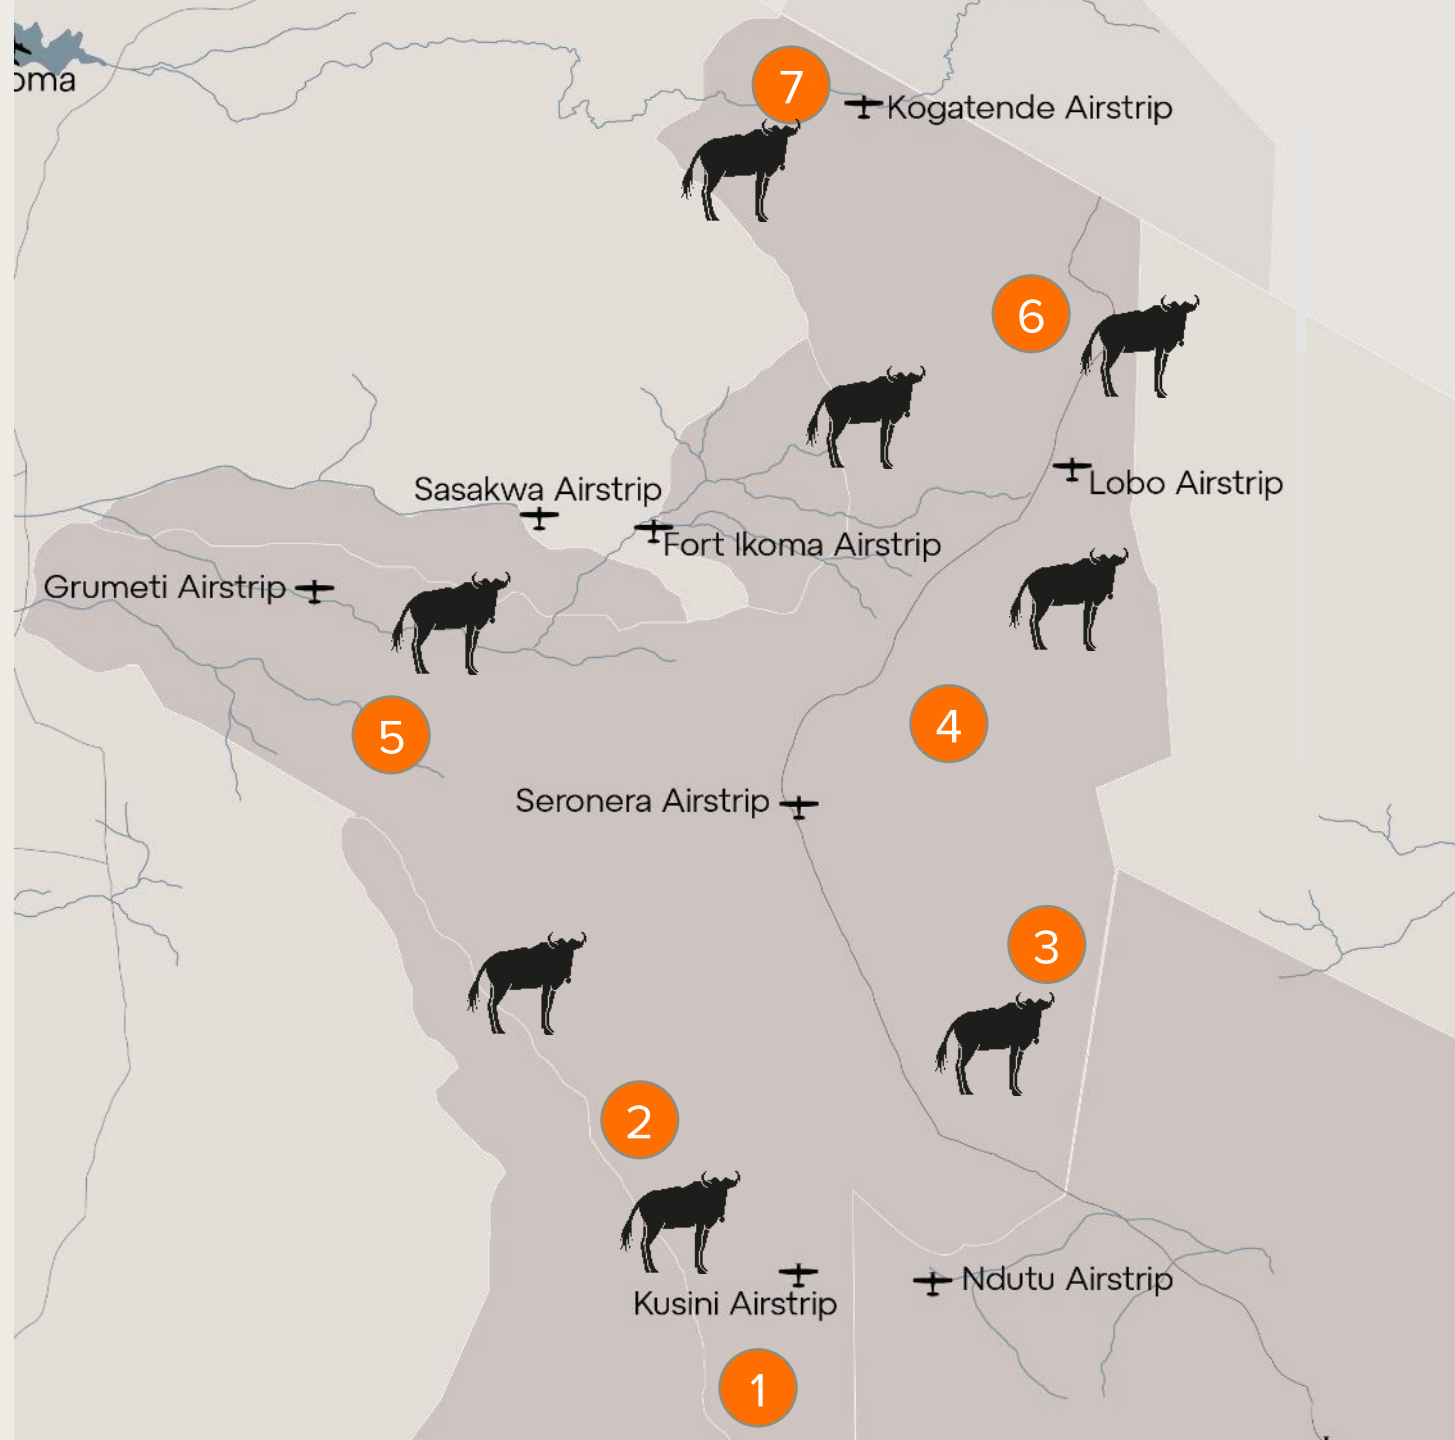 7
Kogatende Airstrip
oma
6
Sasakwa Airstrip
Lobo Airstrip
Fort Ikoma Airstrip
Grumeti Airstrip
5
4
Seronera Airstrip
3
2
Ndutu Airstrip
Kusini Airstrip
1